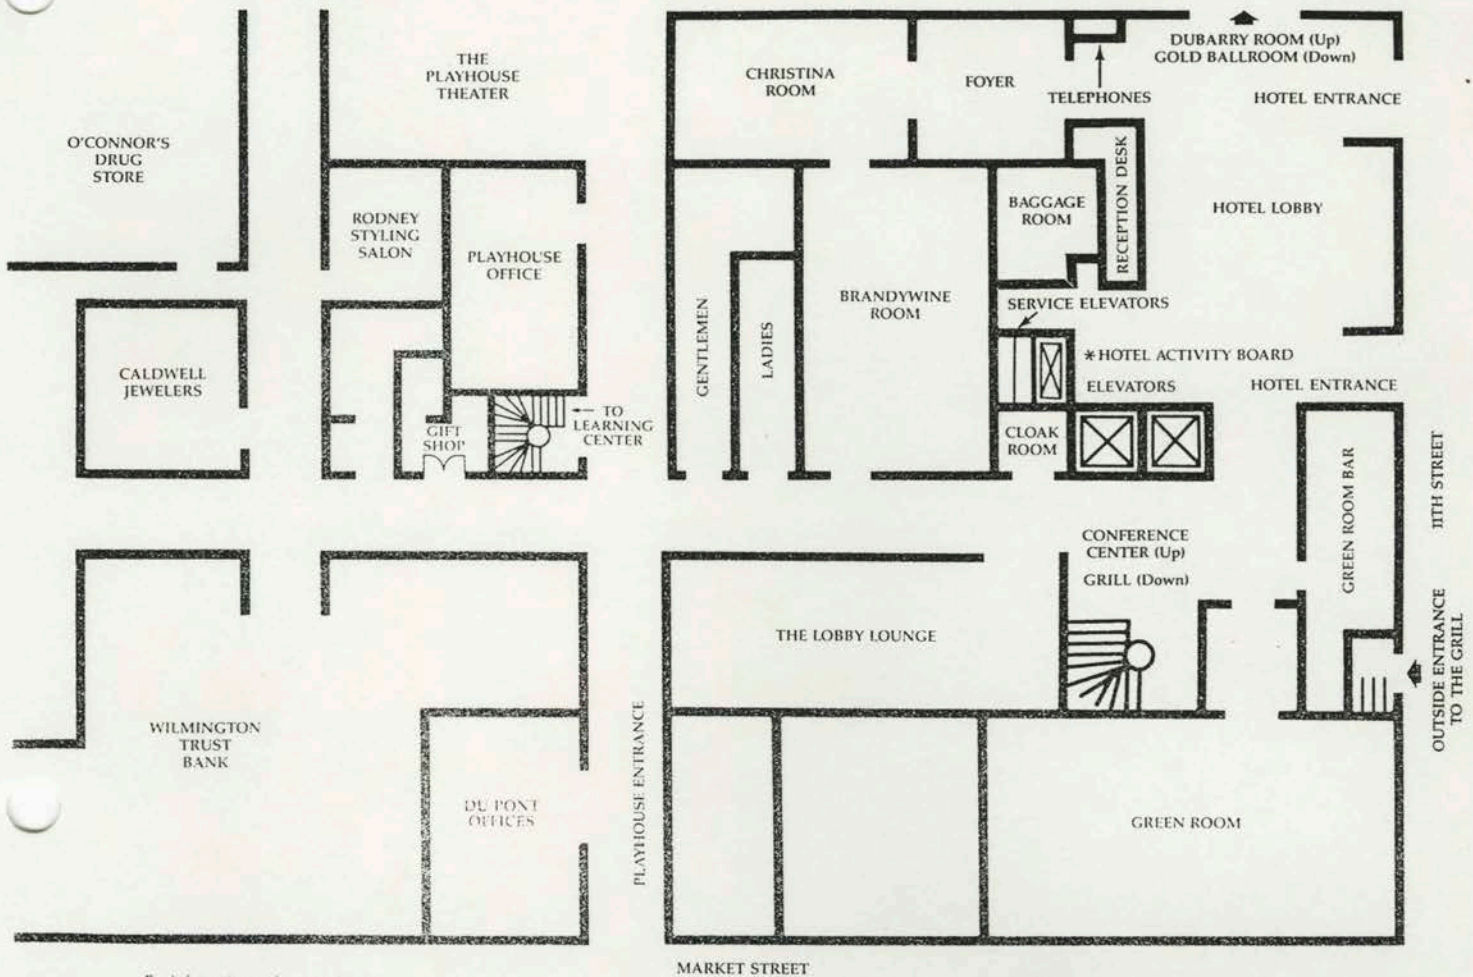 O'CONNOR'S
DRUG
STORE
THE
PLAYHOUSE
THEATER
CHRISTINA
ROOM
FOYER
TELEPHONES
DUBARRY ROOM (Up)
GOLD BALLROOM (Down)
HOTEL ENTRANCE
RODNEY
STYLING
SALON
PLAYHOUSE
OFFICE
BAGGAGE
ROOM
RECEPTION DESK
HOTEL LOBBY
GENTLEMEN
LADIES
BRANDYWINE
ROOM
SERVICE ELEVATORS
*HOTEL ACTIVITY BOARD
ELEVATORS
HOTEL ENTRANCE
CALDWELL
JEWELERS
GIFT
SHOP
TO
LEARNING
CENTER
CLOAK
ROOM
GREEN ROOM BAR
11TH STREET
CONFERENCE
CENTER (Up)
GRILL (Down)
THE LOBBY LOUNGE
OUTSIDE ENTRANCE
TO THE GRILL
WILMINGTON
TRUST
BANK
DU PONT
OFFICES
PLAYHOUSE ENTRANCE
GREEN ROOM
MARKET STREET